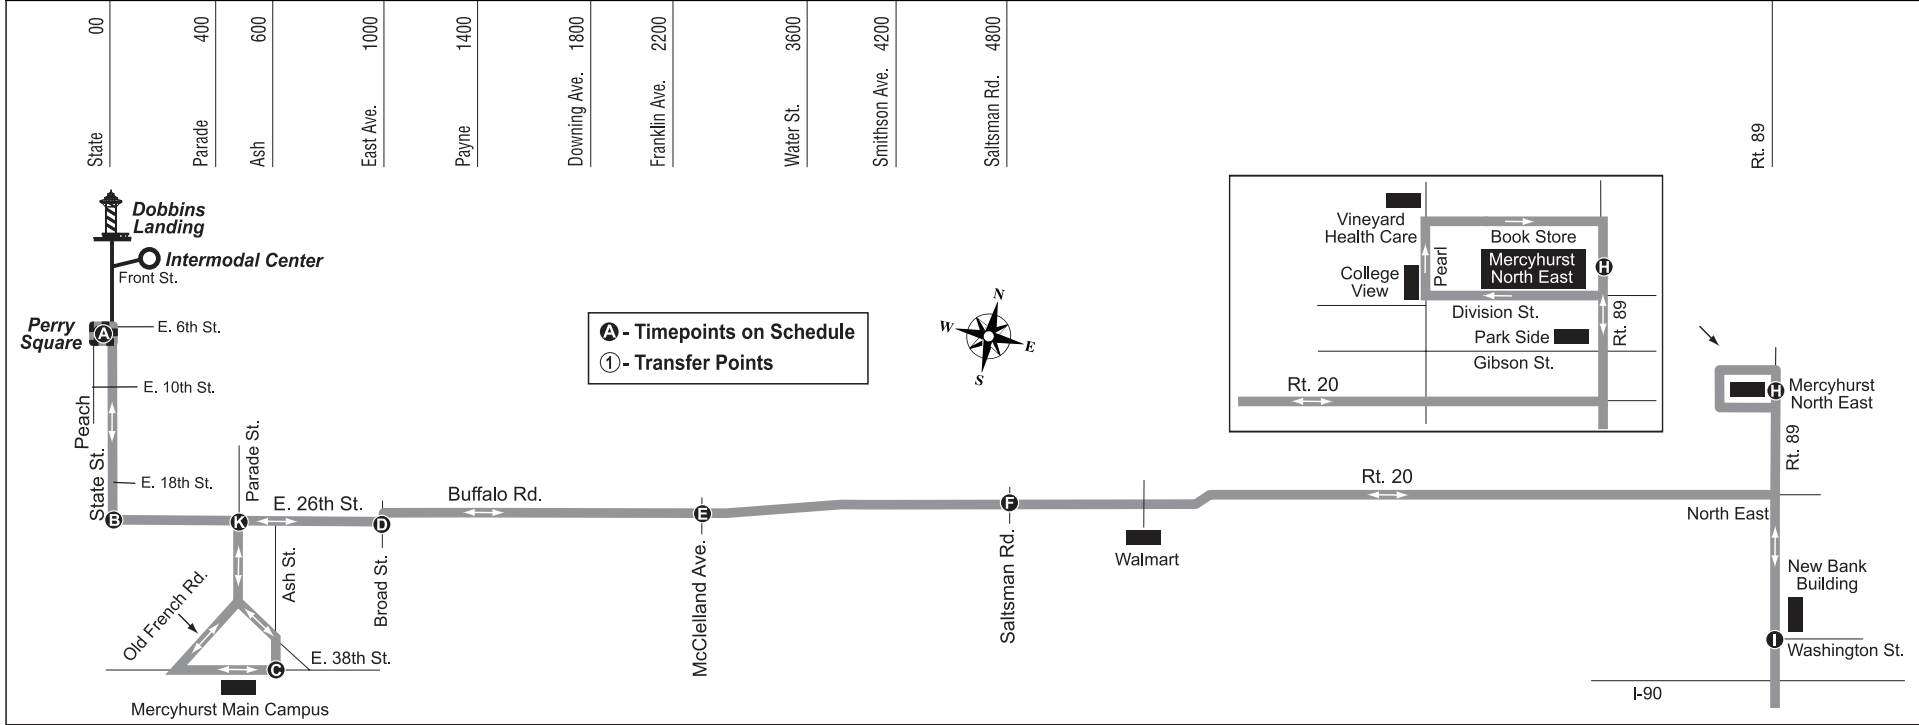 State 00
Parade 400
Ash 600
East Ave. 1000
Payne 1400
Downing Ave. 1800
Franklin Ave. 2200
Water St. 3600
Smithson Ave. 4200
Saltsman Rd. 4800
Rt. 89
Dobbins
Landing
Intermodal Center
Front St.
Perry
Square
A
E. 6th St.
E. 10th St.
Peach
State St.
E. 18th St.
B
Parade St.
K
E. 26th St.
D
Buffalo Rd.
E
F
Rt. 20
Ash St.
Broad St.
McClelland Ave.
Saltsman Rd.
Walmart
Old French Rd.
C
E. 38th St.
Mercyhurst Main Campus
A - Timepoints on Schedule
1 - Transfer Points
N
W
E
S
Vineyard
Health Care
Book Store
Mercyhurst
North East
H
College
View
Pearl
Division St.
Park Side
Rt. 89
Gibson St.
Rt. 20
H
Mercyhurst
North East
Rt. 89
North East
New Bank
Building
I
Washington St.
I-90